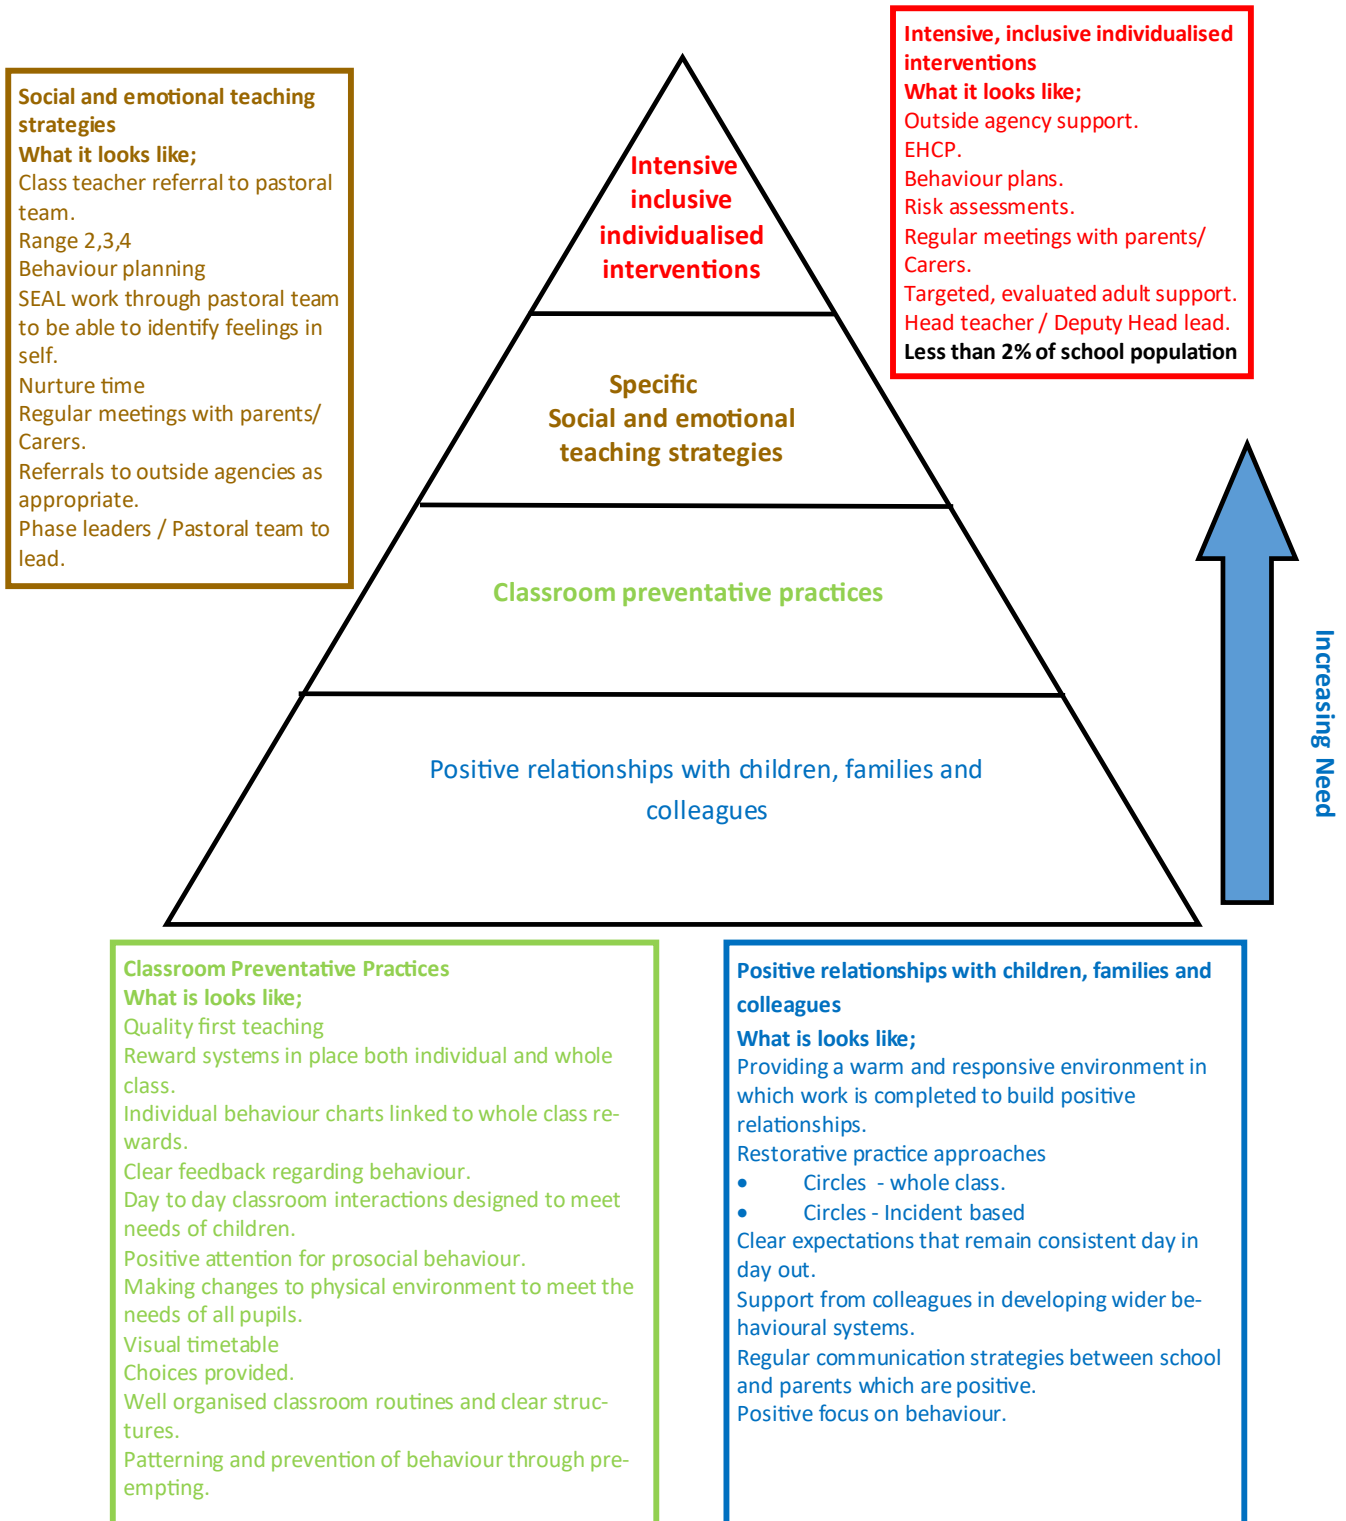 Social and emotional teaching
strategies
What it looks like;
Class teacher referral to pastoral
team.
Range 2,3,4
Behaviour planning
SEAL work through pastoral team
to be able to identify feelings in
self.
Nurture time
Regular meetings with parents/
Carers.
Referrals to outside agencies as
appropriate.
Phase leaders / Pastoral team to
lead.
Intensive, inclusive individualised
interventions
What it looks like;
Outside agency support.
EHCP.
Behaviour plans.
Risk assessments.
Regular meetings with parents/
Carers.
Targeted, evaluated adult support.
Head teacher / Deputy Head lead.
Less than 2% of school population
Intensive
inclusive
individualised
interventions
Specific
Social and emotional
teaching strategies
Classroom preventative practices
Positive relationships with children, families and
colleagues
Increasing Need
Classroom Preventative Practices
What is looks like;
Quality first teaching
Reward systems in place both individual and whole
class.
Individual behaviour charts linked to whole class re-
wards.
Clear feedback regarding behaviour.
Day to day classroom interactions designed to meet
needs of children.
Positive attention for prosocial behaviour.
Making changes to physical environment to meet the
needs of all pupils.
Visual timetable
Choices provided.
Well organised classroom routines and clear struc-
tures.
Patterning and prevention of behaviour through pre-
empting.
Positive relationships with children, families and
colleagues
What is looks like;
Providing a warm and responsive environment in
which work is completed to build positive
relationships.
Restorative practice approaches
• Circles - whole class.
• Circles - Incident based
Clear expectations that remain consistent day in
day out.
Support from colleagues in developing wider be-
havioural systems.
Regular communication strategies between school
and parents which are positive.
Positive focus on behaviour.